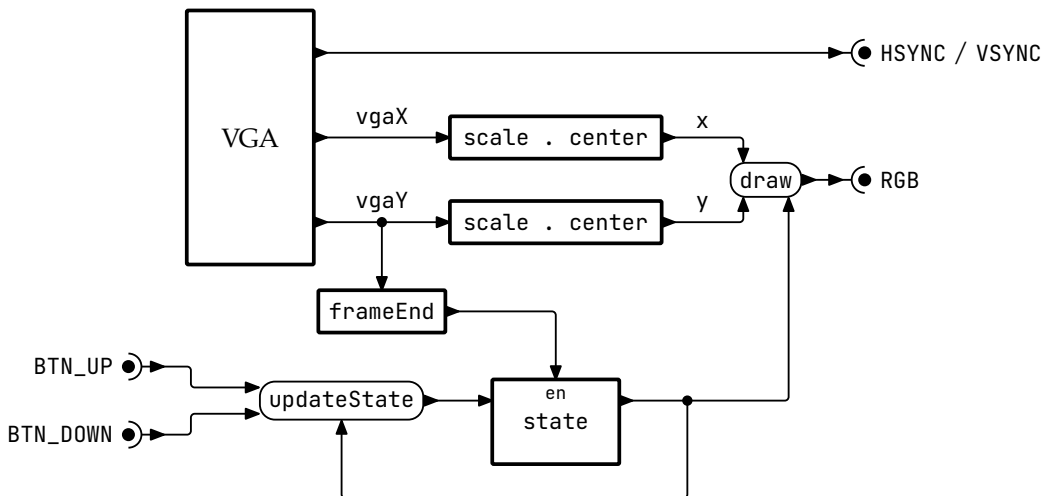 HSYNC / VSYNC
vgaX
scale . center
x
VGA
draw
RGB
vgaY
scale . center
y
frameEnd
BTN_UP
updateState
en
state
BTN_DOWN